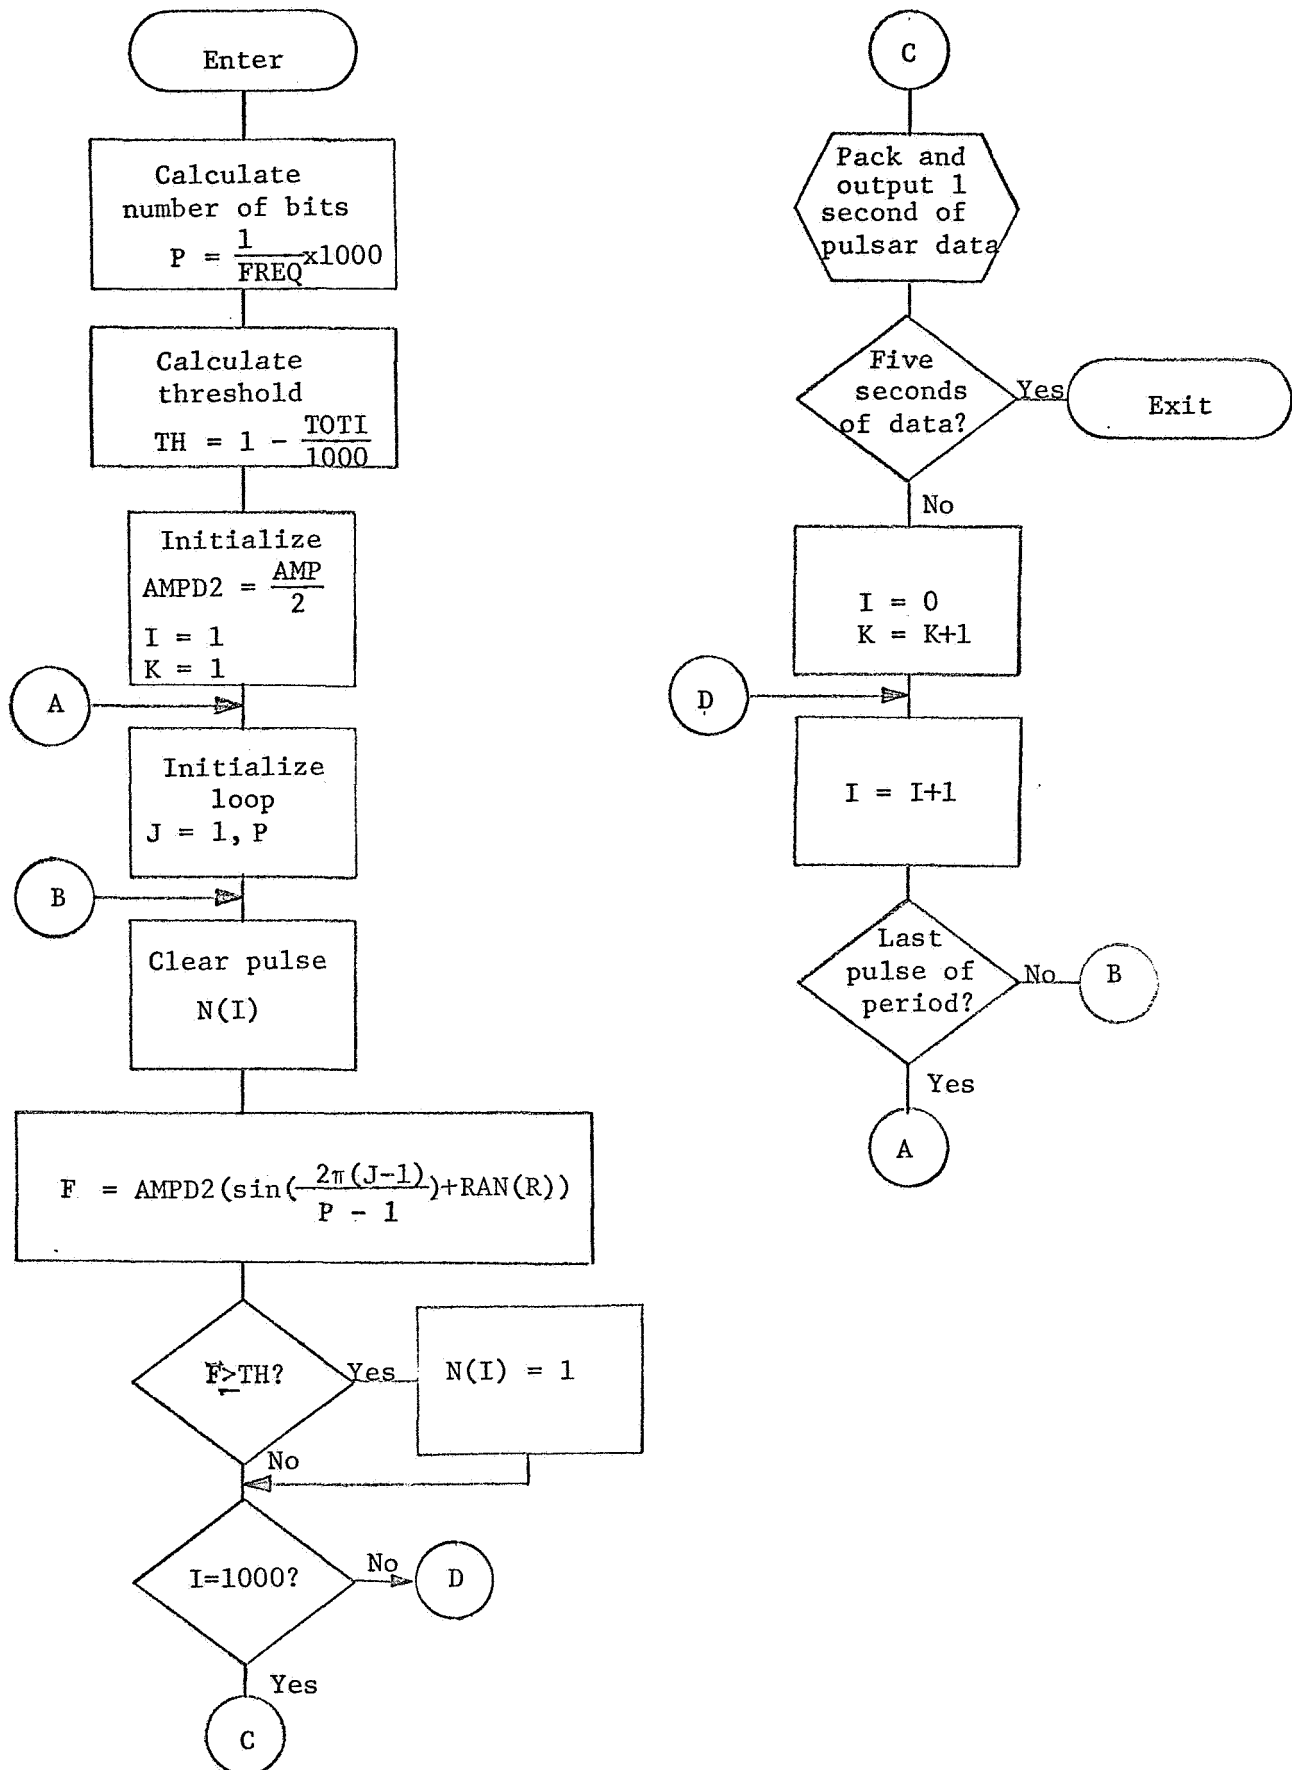 Enter
Calculate
number of bits
P = 1/FREQ x1000
Calculate
threshold
TH = 1 - TOTI/1000
Initialize
AMPD2 = AMP/2
I = 1
K = 1
A
Initialize
loop
J = 1, P
B
Clear pulse
N(I)
F = AMPD2(sin(2π(J-1)/P - 1)+RAN(R))
F≥TH?
Yes
N(I) = 1
No
I=1000?
No
D
Yes
C
C
Pack and
output 1
second of
pulsar data
Five
seconds
of data?
Yes
Exit
No
I = 0
K = K+1
D
I = I+1
Last
pulse of
period?
No
B
Yes
A